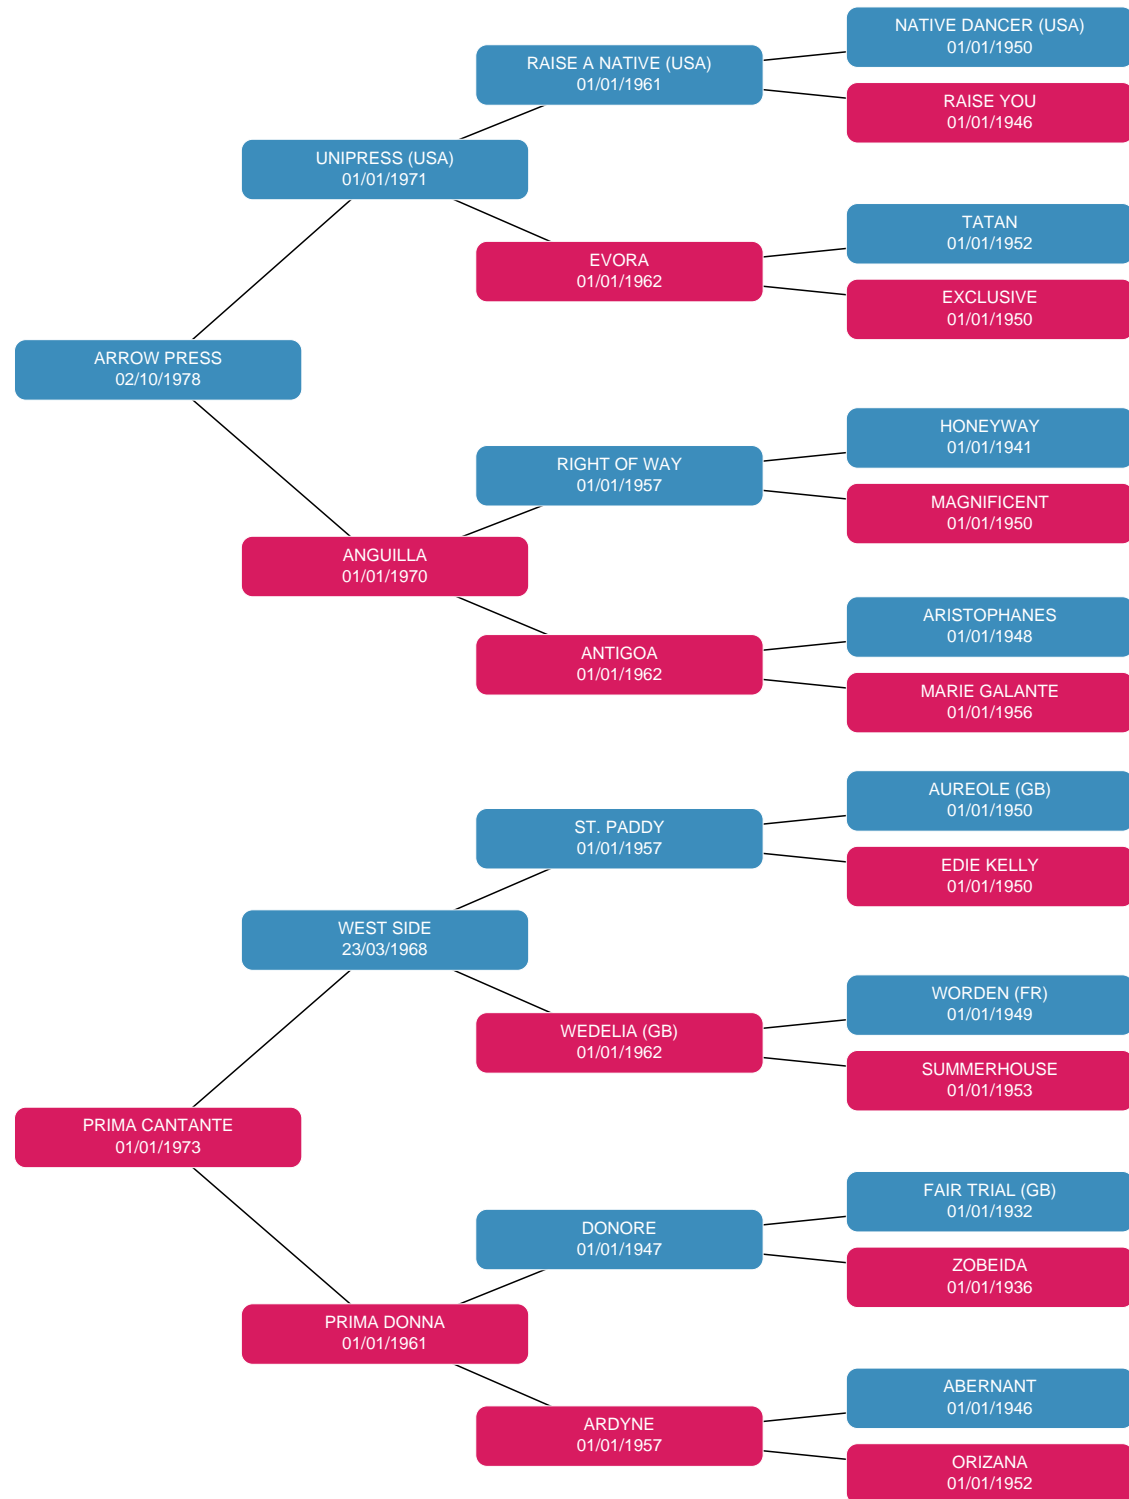 NATIVE DANCER (USA)
01/01/1950
RAISE A NATIVE (USA)
01/01/1961
RAISE YOU
01/01/1946
UNIPRESS (USA)
01/01/1971
TATAN
01/01/1952
EVORA
01/01/1962
EXCLUSIVE
01/01/1950
ARROW PRESS
02/10/1978
HONEYWAY
01/01/1941
RIGHT OF WAY
01/01/1957
MAGNIFICENT
01/01/1950
ANGUILLA
01/01/1970
ARISTOPHANES
01/01/1948
ANTIGOA
01/01/1962
MARIE GALANTE
01/01/1956
AUREOLE (GB)
01/01/1950
ST. PADDY
01/01/1957
EDIE KELLY
01/01/1950
WEST SIDE
23/03/1968
WORDEN (FR)
01/01/1949
WEDELIA (GB)
01/01/1962
SUMMERHOUSE
01/01/1953
PRIMA CANTANTE
01/01/1973
FAIR TRIAL (GB)
01/01/1932
DONORE
01/01/1947
ZOBEIDA
01/01/1936
PRIMA DONNA
01/01/1961
ABERNANT
01/01/1946
ARDYNE
01/01/1957
ORIZANA
01/01/1952